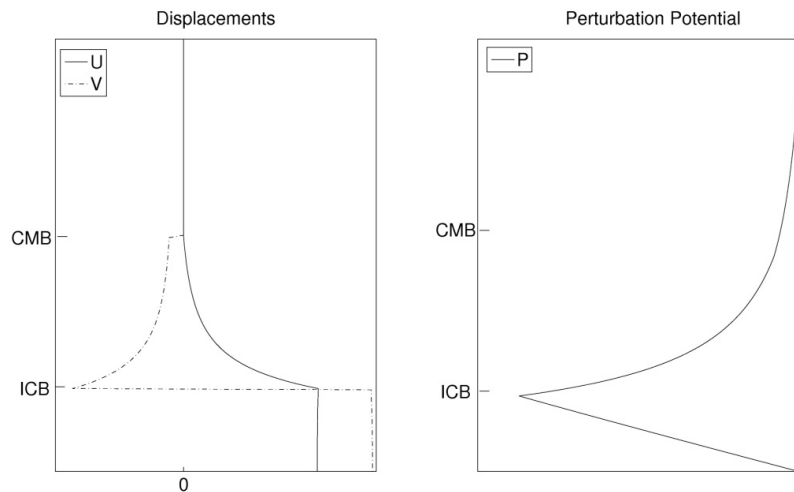 Displacements
U
V
CMB
ICB
0
Perturbation Potential
P
CMB
ICB